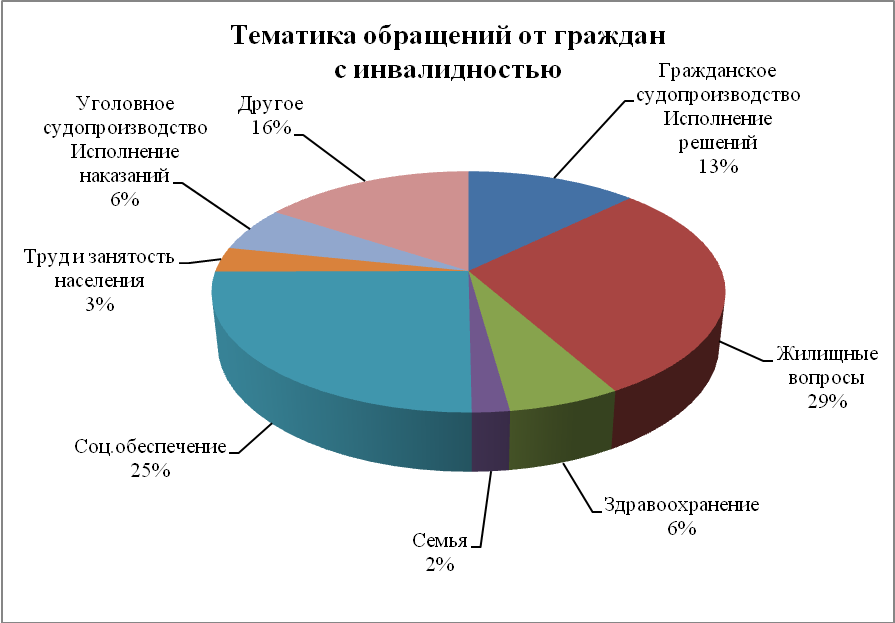 Тематика обращений от граждан
с инвалидностью
Гражданское
судопроизводство
Исполнение
решений
13%
Жилищные
вопросы
29%
Здравоохранение
6%
Семья
2%
Соц.обеспечение
25%
Труд и занятость
населения
3%
Уголовное
судопроизводство
Исполнение
наказаний
6%
Другое
16%